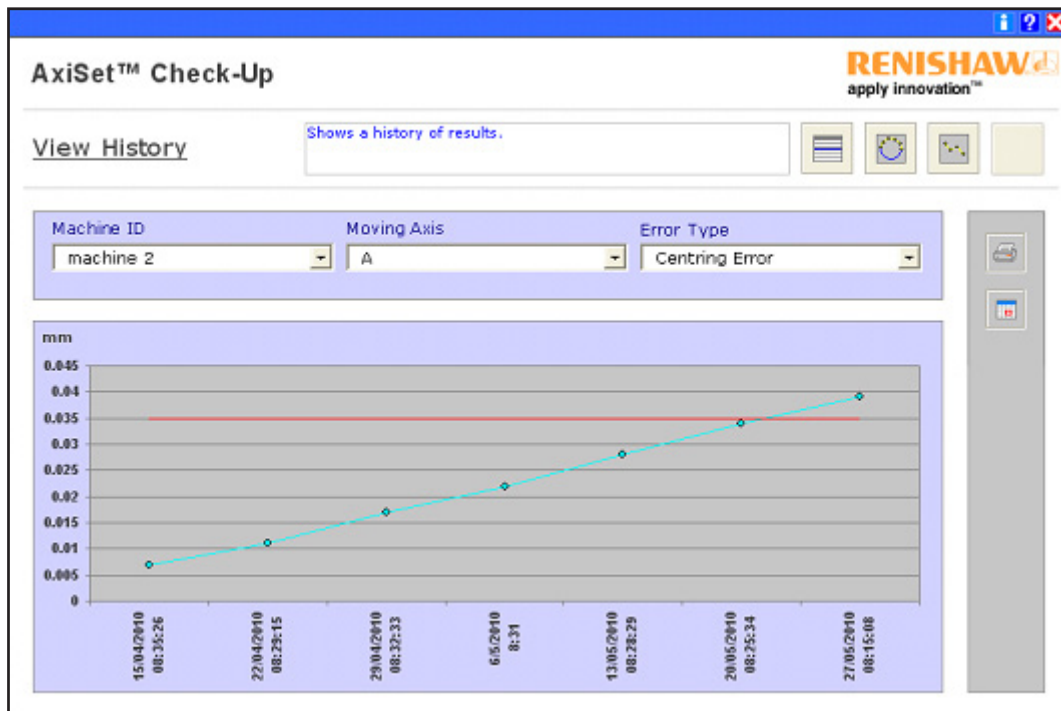 AxiSet™ Check-Up
RENISHAW
apply innovation™
View History
Shows a history of results.
Machine ID
Moving Axis
Error Type
machine 2
A
Centring Error
mm
0.045
0.04
0.035
0.03
0.025
0.02
0.015
0.01
0.005
0
15/04/2010
08:35:26
22/04/2010
08:29:15
29/04/2010
08:32:33
6/5/2010
8:31
13/05/2010
08:28:29
20/05/2010
08:25:34
27/05/2010
08:15:08